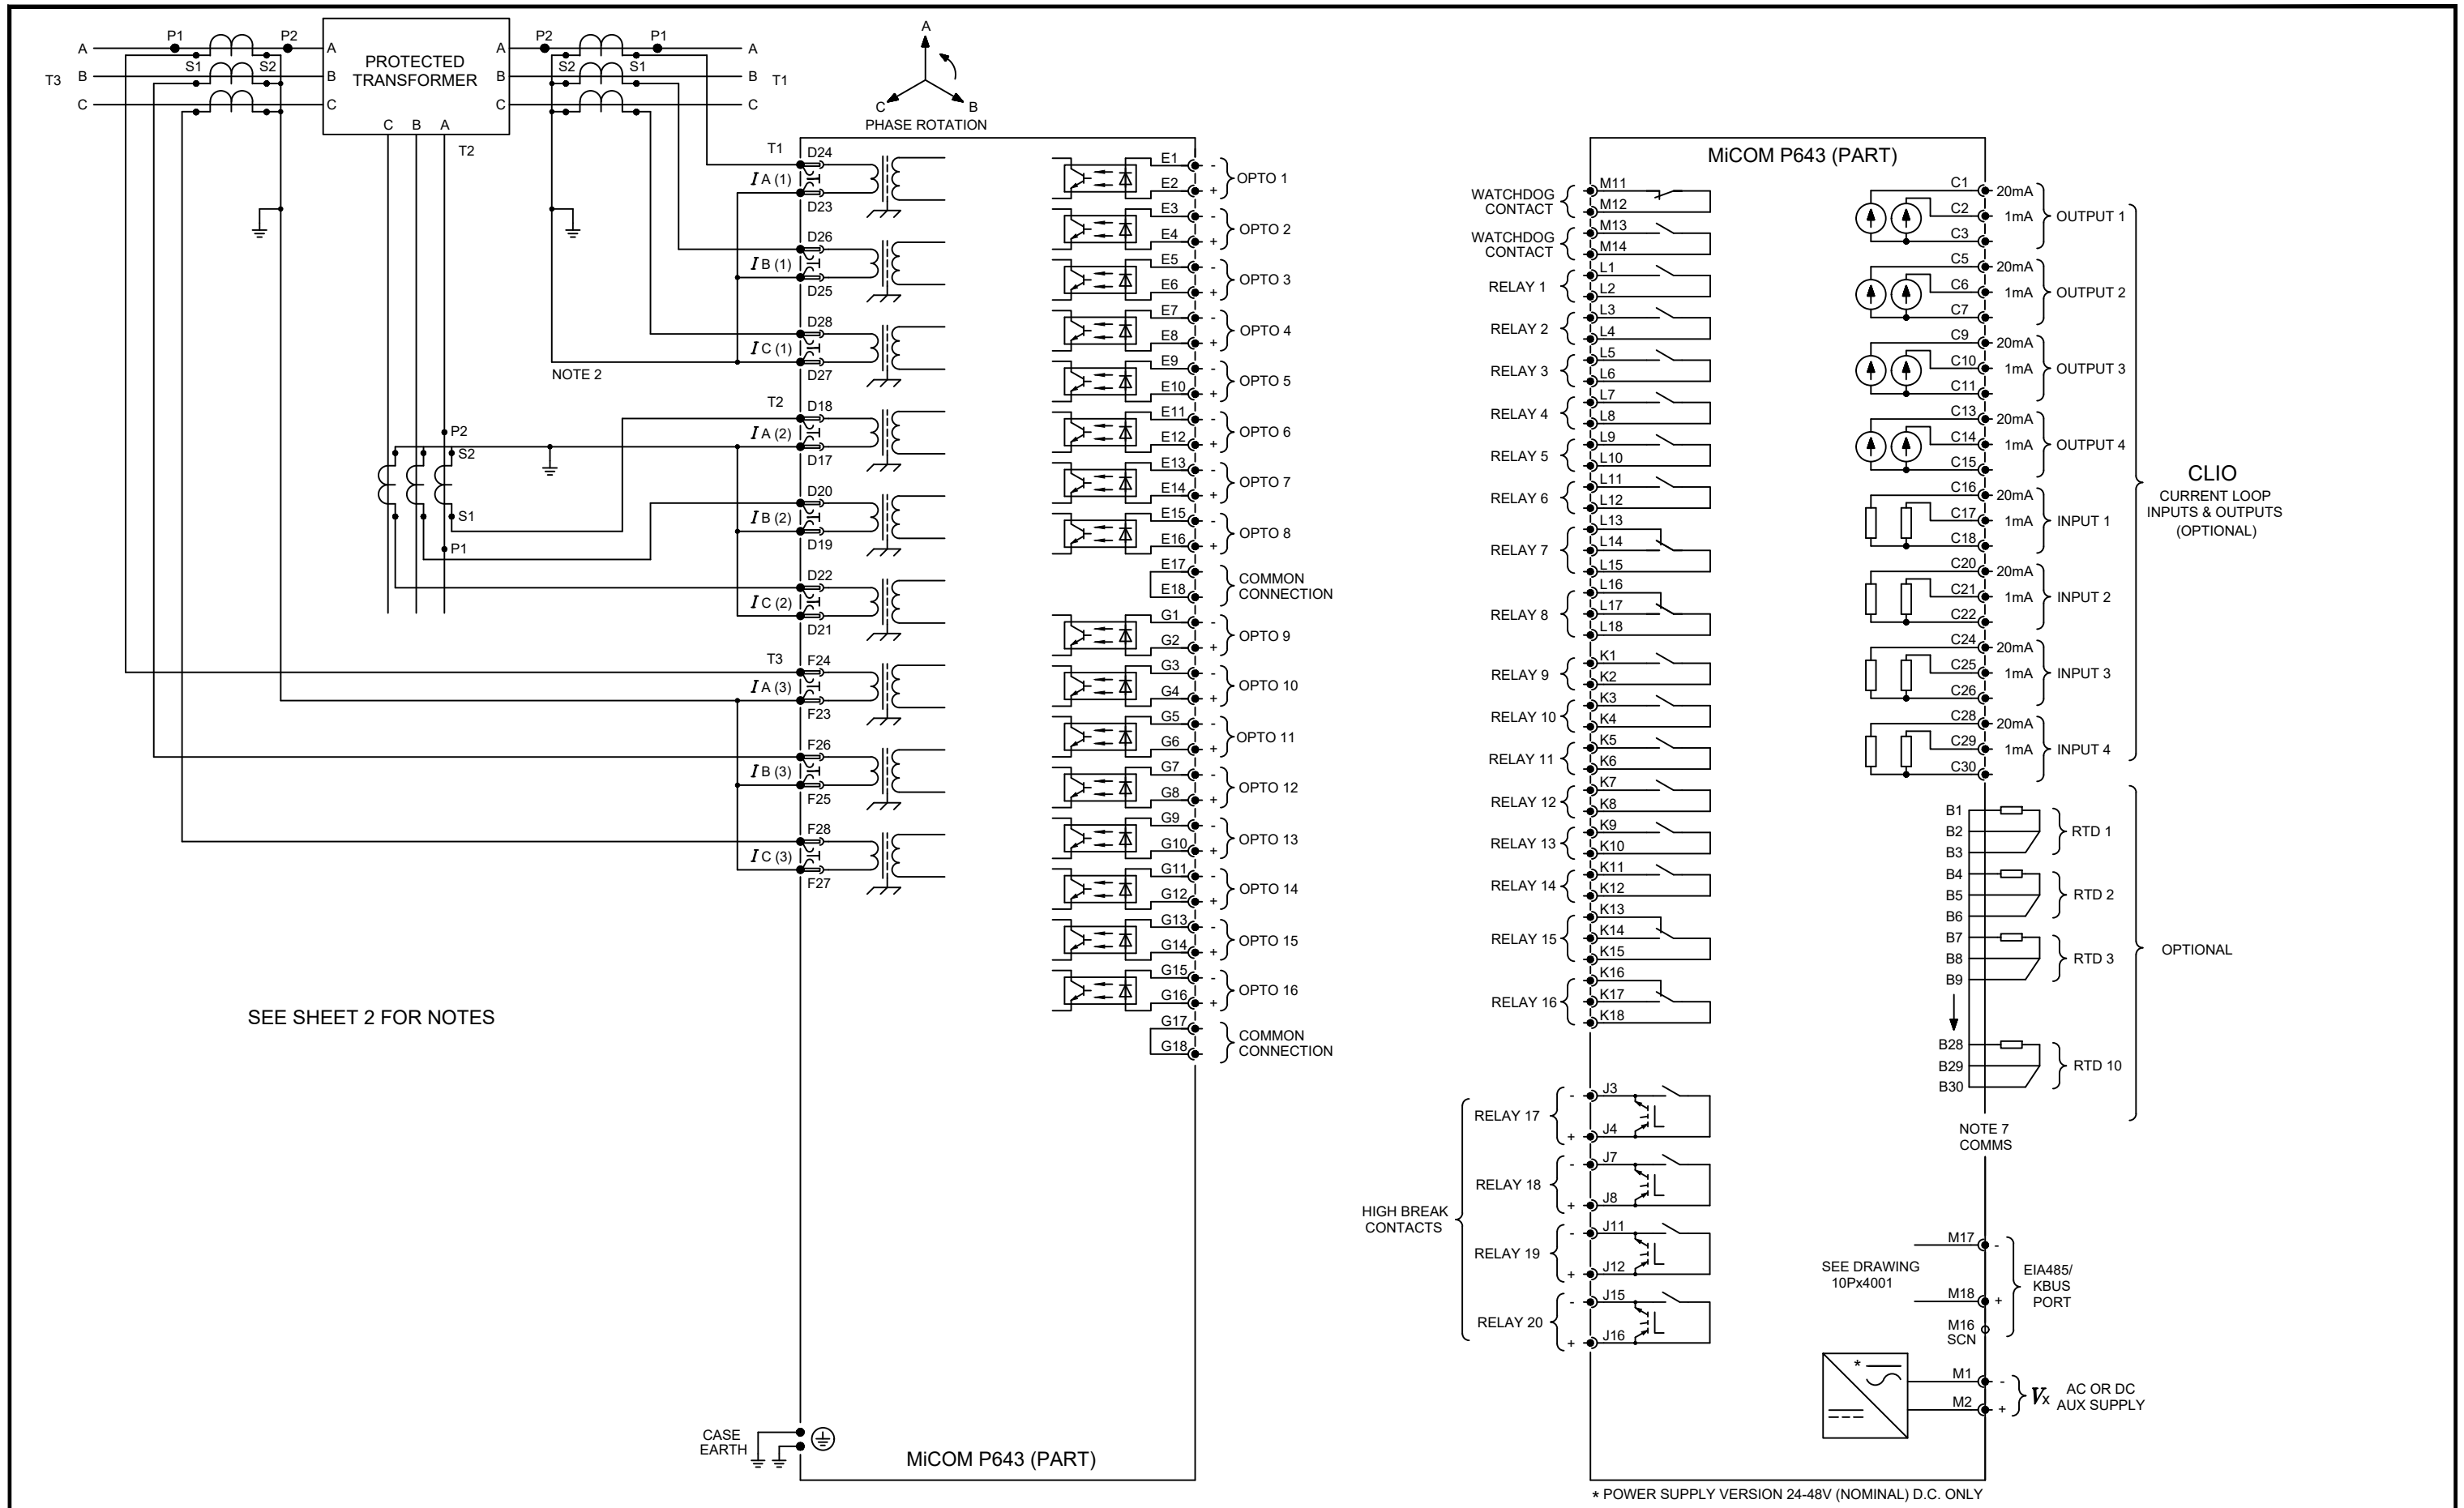 A P1 P2 A
T3 B S1 S2 B
C C
PROTECTED
TRANSFORMER
C B A
T2
A P2 P1 A
B S2 S1 B T1
C C
A
C B
PHASE ROTATION
T1 D24
I A (1)
D23
D26
I B (1)
D25
D28
I C (1)
D27
NOTE 2
T2 D18
I A (2)
D17
P2
S2
S1
P1
D20
I B (2)
D19
D22
I C (2)
D21
T3 F24
I A (3)
F23
F26
I B (3)
F25
F28
I C (3)
F27
SEE SHEET 2 FOR NOTES
CASE
EARTH
MiCOM P643 (PART)
E1 -
E2 +
OPTO 1
E3 -
E4 +
OPTO 2
E5 -
E6 +
OPTO 3
E7 -
E8 +
OPTO 4
E9 -
E10 +
OPTO 5
E11 -
E12 +
OPTO 6
E13 -
E14 +
OPTO 7
E15 -
E16 +
OPTO 8
E17
E18
COMMON
CONNECTION
G1 -
G2 +
OPTO 9
G3 -
G4 +
OPTO 10
G5 -
G6 +
OPTO 11
G7 -
G8 +
OPTO 12
G9 -
G10 +
OPTO 13
G11 -
G12 +
OPTO 14
G13 -
G14 +
OPTO 15
G15 -
G16 +
OPTO 16
G17
G18
COMMON
CONNECTION
MiCOM P643 (PART)
WATCHDOG
CONTACT
M11
M12
WATCHDOG
CONTACT
M13
M14
RELAY 1
L1
L2
RELAY 2
L3
L4
RELAY 3
L5
L6
RELAY 4
L7
L8
RELAY 5
L9
L10
RELAY 6
L11
L12
RELAY 7
L13
L14
L15
RELAY 8
L16
L17
L18
RELAY 9
K1
K2
RELAY 10
K3
K4
RELAY 11
K5
K6
RELAY 12
K7
K8
RELAY 13
K9
K10
RELAY 14
K11
K12
RELAY 15
K13
K14
K15
RELAY 16
K16
K17
K18
HIGH BREAK
CONTACTS
RELAY 17
- J3
+ J4
RELAY 18
- J7
+ J8
RELAY 19
- J11
+ J12
RELAY 20
- J15
+ J16
C1 20mA
C2 1mA OUTPUT 1
C3
C5 20mA
C6 1mA OUTPUT 2
C7
C9 20mA
C10 1mA OUTPUT 3
C11
C13 20mA
C14 1mA OUTPUT 4
C15
C16 20mA
C17 1mA INPUT 1
C18
C20 20mA
C21 1mA INPUT 2
C22
C24 20mA
C25 1mA INPUT 3
C26
C28 20mA
C29 1mA INPUT 4
C30
CLIO
CURRENT LOOP
INPUTS & OUTPUTS
(OPTIONAL)
B1
B2 RTD 1
B3
B4
B5 RTD 2
B6
B7
B8 RTD 3
B9
B28
B29 RTD 10
B30
OPTIONAL
NOTE 7
COMMS
SEE DRAWING
10Px4001
M17 -
M18 +
M16
SCN
EIA485/
KBUS
PORT
*
M1 -
M2 +
Vx
AC OR DC
AUX SUPPLY
* POWER SUPPLY VERSION 24-48V (NOMINAL) D.C. ONLY